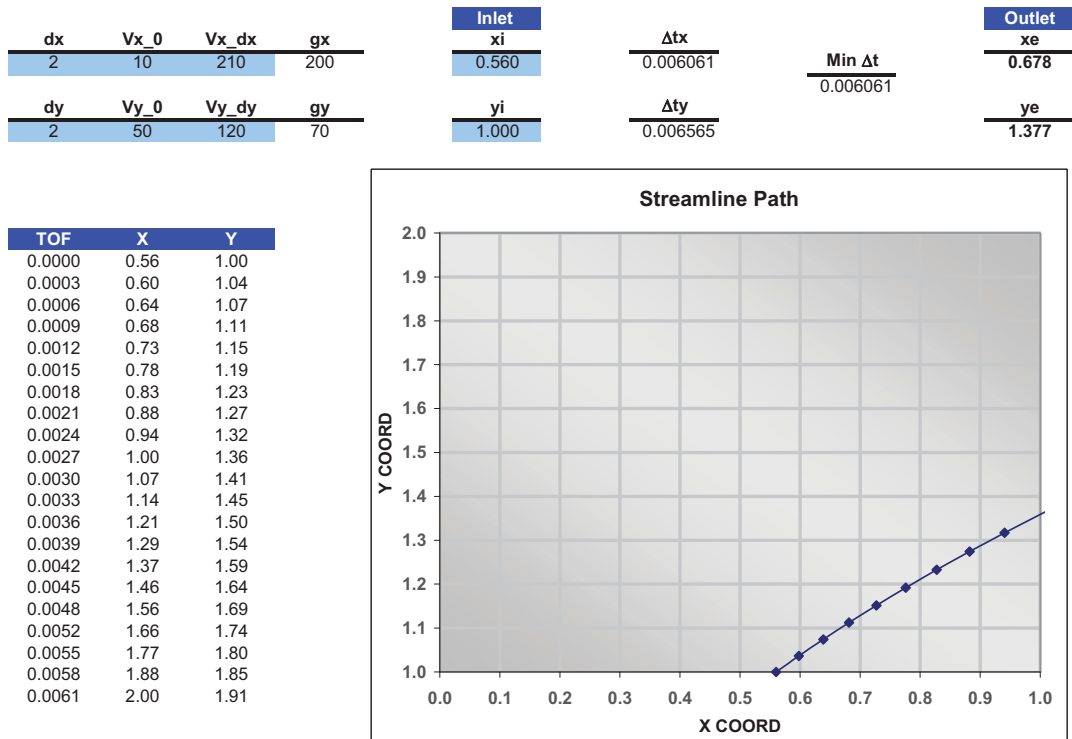 Inlet Outlet
dx Vx_0 Vx_dx gx xi Δtx xe
2 10 210 200 0.560 0.006061 Min Δt 0.678
0.006061
dy Vy_0 Vy_dy gy yi Δty ye
2 50 120 70 1.000 0.006565 1.377
TOF X Y
0.0000 0.56 1.00
0.0003 0.60 1.04
0.0006 0.64 1.07
0.0009 0.68 1.11
0.0012 0.73 1.15
0.0015 0.78 1.19
0.0018 0.83 1.23
0.0021 0.88 1.27
0.0024 0.94 1.32
0.0027 1.00 1.36
0.0030 1.07 1.41
0.0033 1.14 1.45
0.0036 1.21 1.50
0.0039 1.29 1.54
0.0042 1.37 1.59
0.0045 1.46 1.64
0.0048 1.56 1.69
0.0052 1.66 1.74
0.0055 1.77 1.80
0.0058 1.88 1.85
0.0061 2.00 1.91
Streamline Path
2.0
1.9
1.8
1.7
1.6
1.5
1.4
1.3
1.2
1.1
1.0
Y COORD
0.0 0.1 0.2 0.3 0.4 0.5 0.6 0.7 0.8 0.9 1.0
X COORD